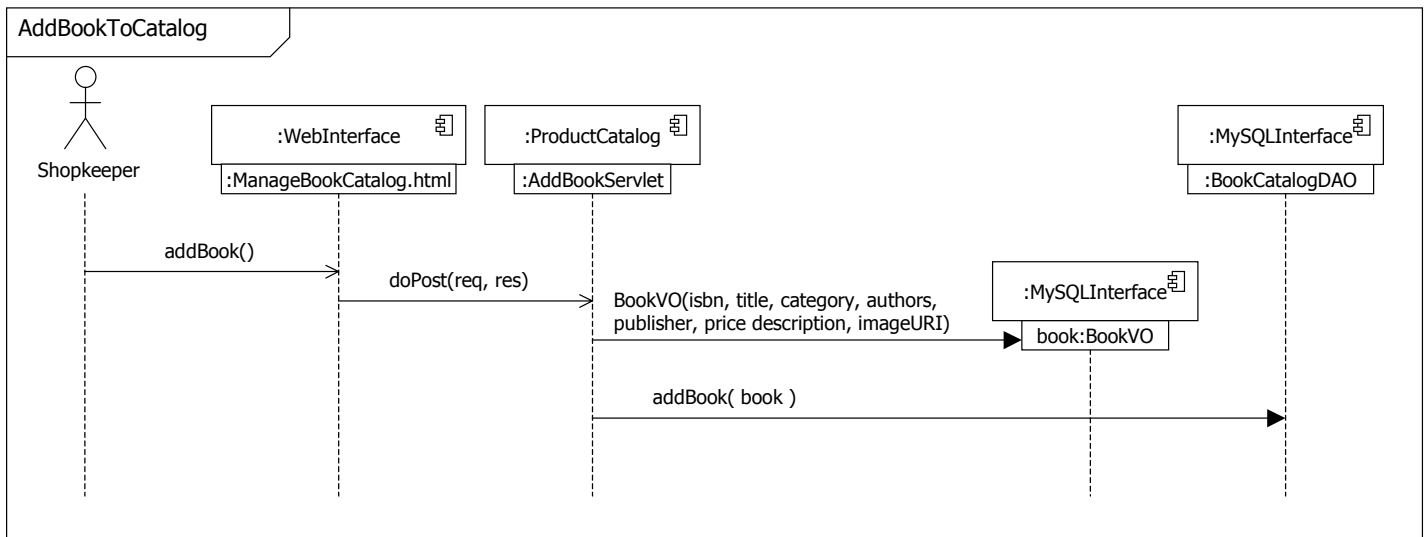 AddBookToCatalog
Shopkeeper
:WebInterface
:ManageBookCatalog.html
:ProductCatalog
:AddBookServlet
:MySQLInterface
:BookCatalogDAO
addBook()
doPost(req, res)
BookVO(isbn, title, category, authors,
publisher, price description, imageURI)
:MySQLInterface
book:BookVO
addBook( book )